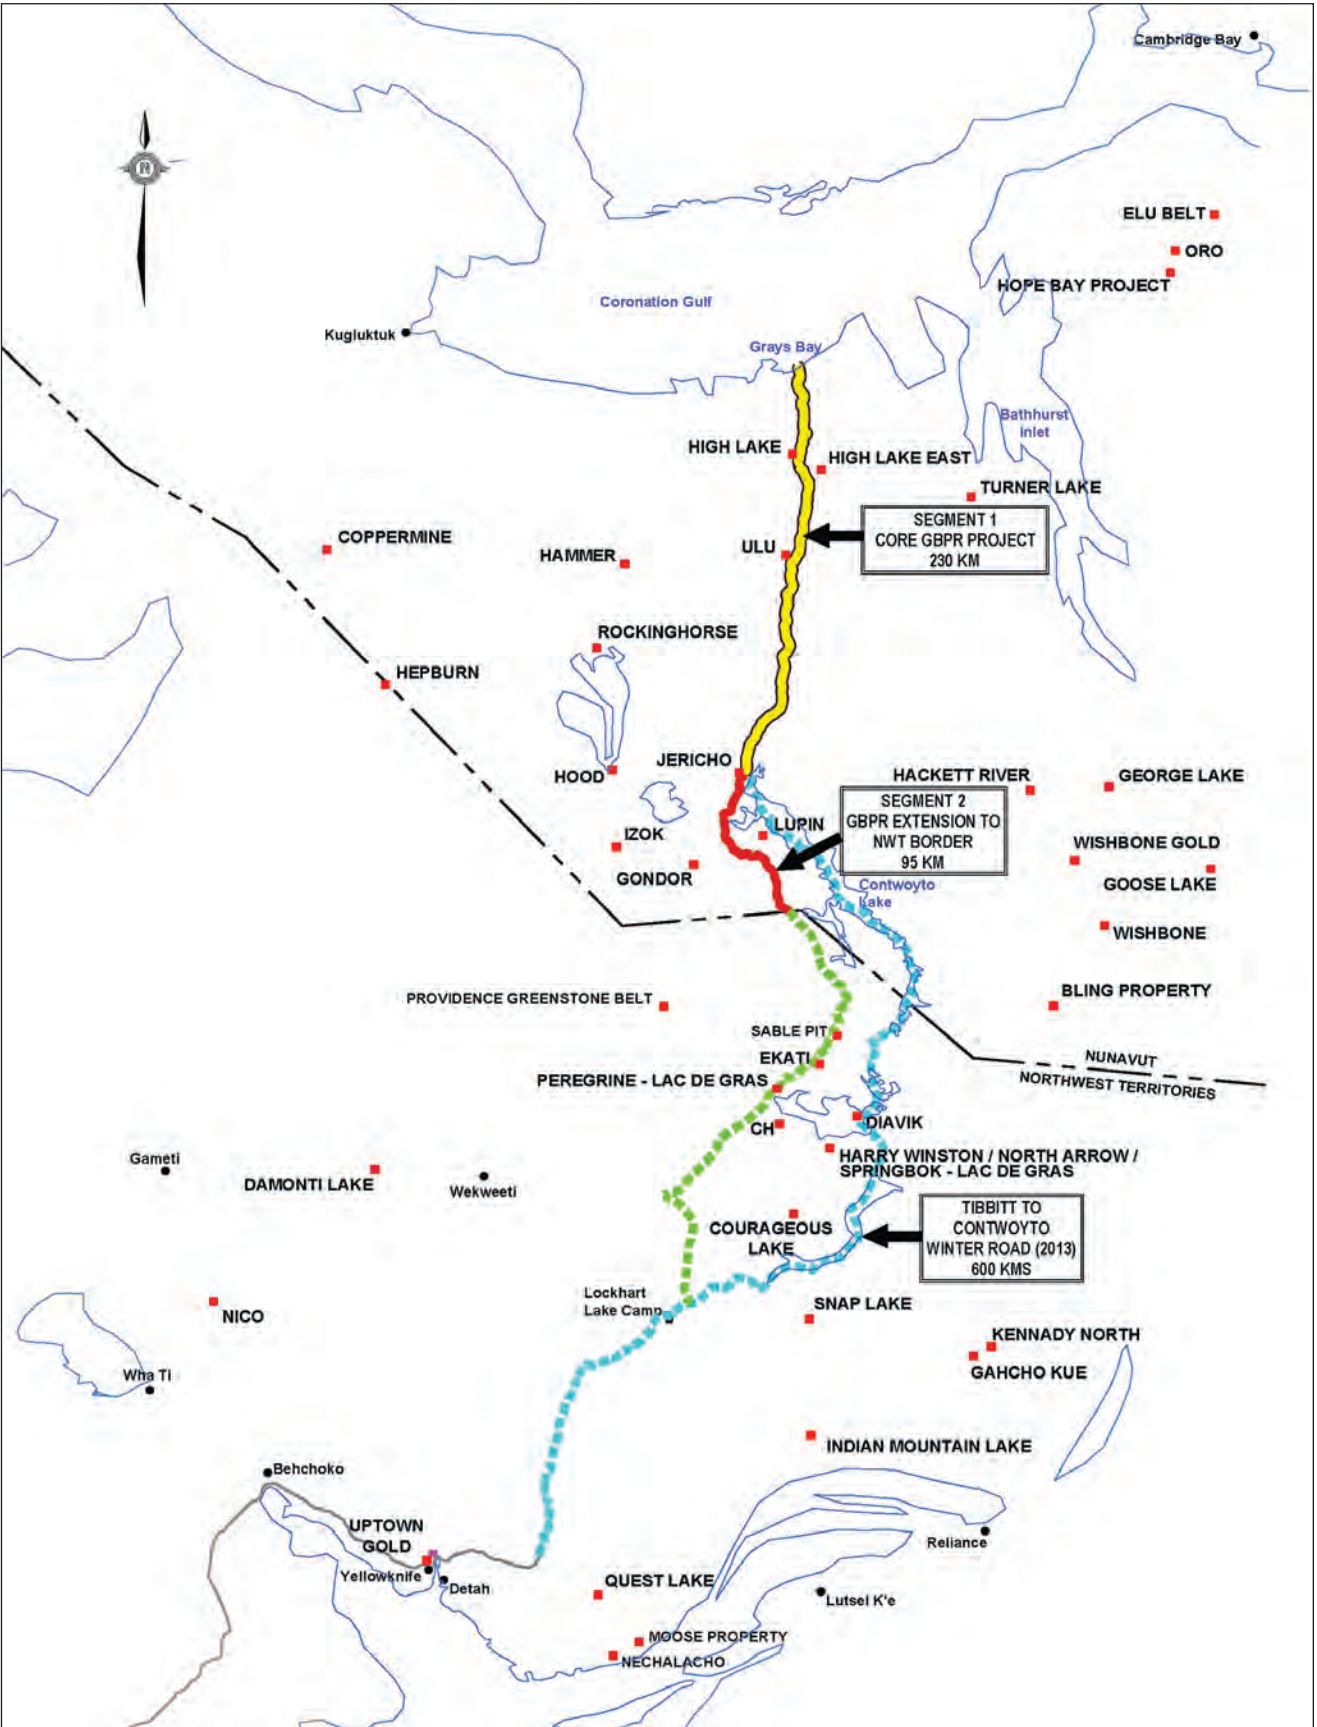 Cambridge Bay
N
ELU BELT
ORO
HOPE BAY PROJECT
Coronation Gulf
Kugluktuk
Grays Bay
Bathhurst
inlet
HIGH LAKE
HIGH LAKE EAST
TURNER LAKE
SEGMENT 1
CORE GBPR PROJECT
230 KM
COPPERMINE
HAMMER
ULU
ROCKINGHORSE
HEPBURN
JERICHO
HOOD
HACKETT RIVER
GEORGE LAKE
SEGMENT 2
GBPR EXTENSION TO
NWT BORDER
95 KM
LUPIN
IZOK
WISHBONE GOLD
GONDOR
GOOSE LAKE
Contwoyto
Lake
WISHBONE
PROVIDENCE GREENSTONE BELT
BLING PROPERTY
SABLE PIT
EKATI
NUNAVUT
NORTHWEST TERRITORIES
PEREGRINE - LAC DE GRAS
CH
DIAVIK
HARRY WINSTON / NORTH ARROW /
SPRINGBOK - LAC DE GRAS
Gameti
DAMONTI LAKE
Wekweeti
TIBBITT TO
CONTWOYTO
WINTER ROAD (2013)
600 KMS
COURAGEOUS
LAKE
Lockhart
Lake Camp
SNAP LAKE
NICO
KENNADY NORTH
GAHCHO KUE
Wha Ti
INDIAN MOUNTAIN LAKE
Behchoko
UPTOWN
GOLD
Reliance
Yellowknife
Detah
QUEST LAKE
Lutsel K'e
MOOSE PROPERTY
NECHALACHO